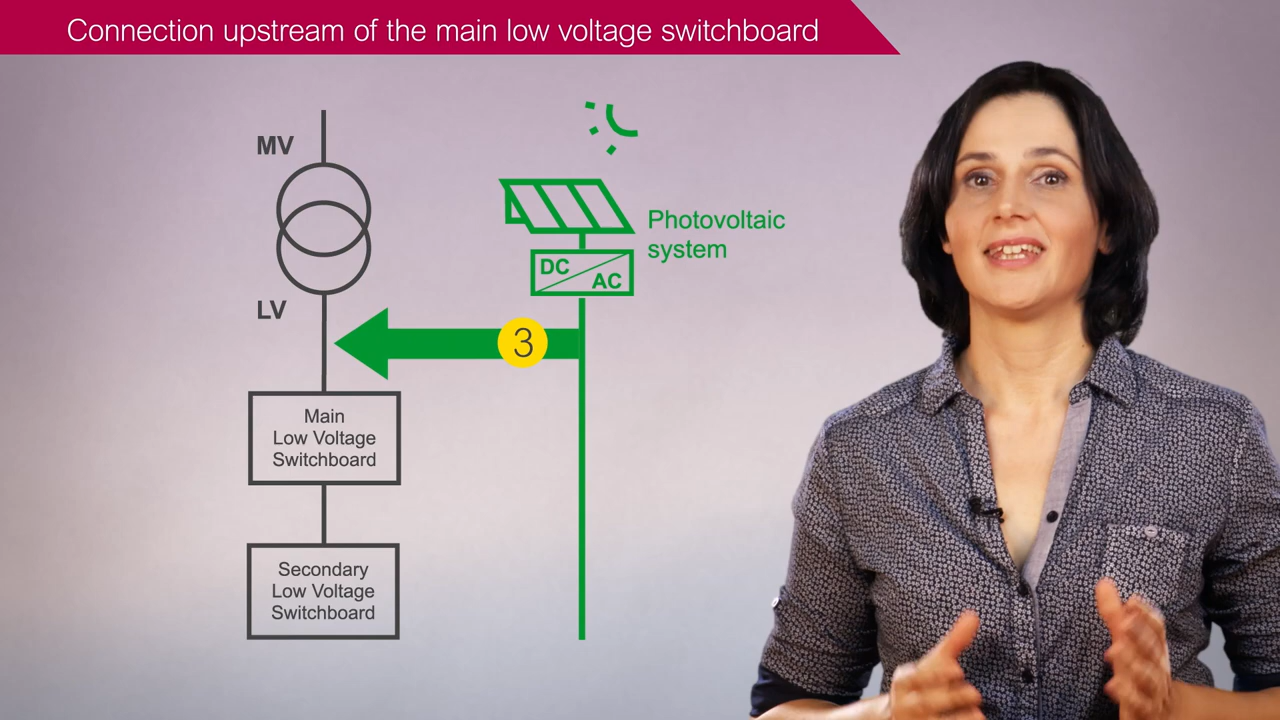 Connection upstream of the main low voltage switchboard
MV
LV
Photovoltaic
system
DC
AC
3
Main
Low Voltage
Switchboard
Secondary
Low Voltage
Switchboard